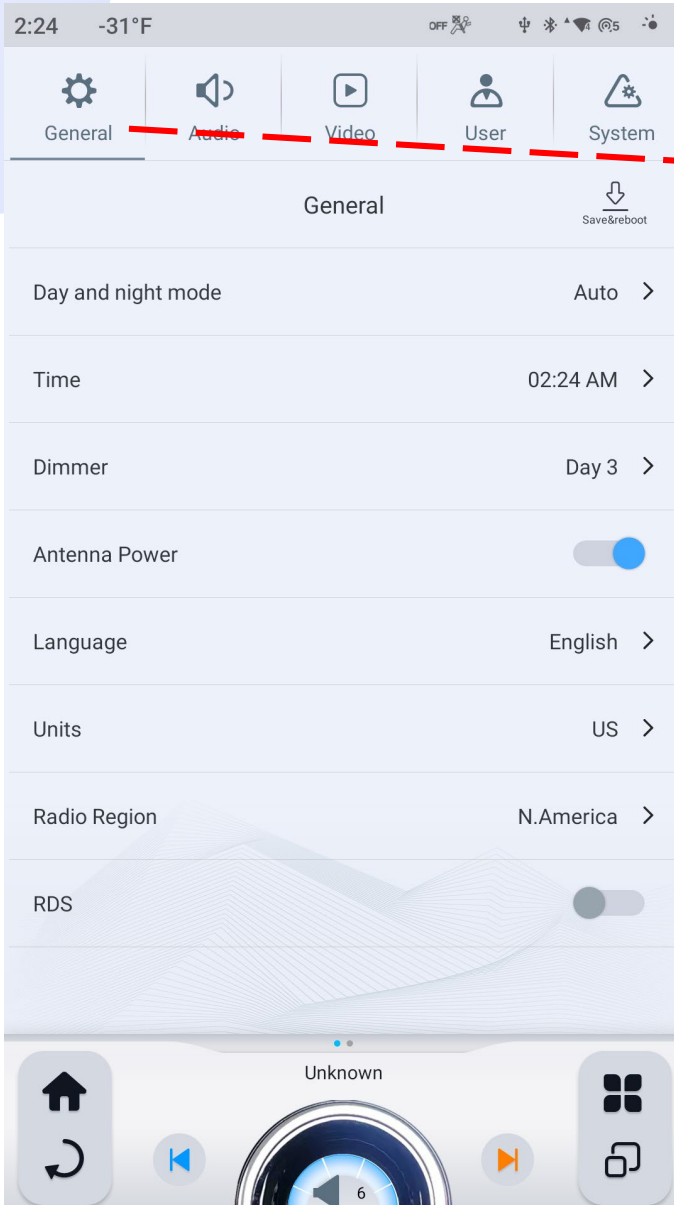 2:24 -31°F OFF 5
General Audio Video User System
General
Save&reboot
Day and night mode Auto
Time 02:24 AM
Dimmer Day 3
Antenna Power
Language English
Units US
Radio Region N.America
RDS
Unknown
6